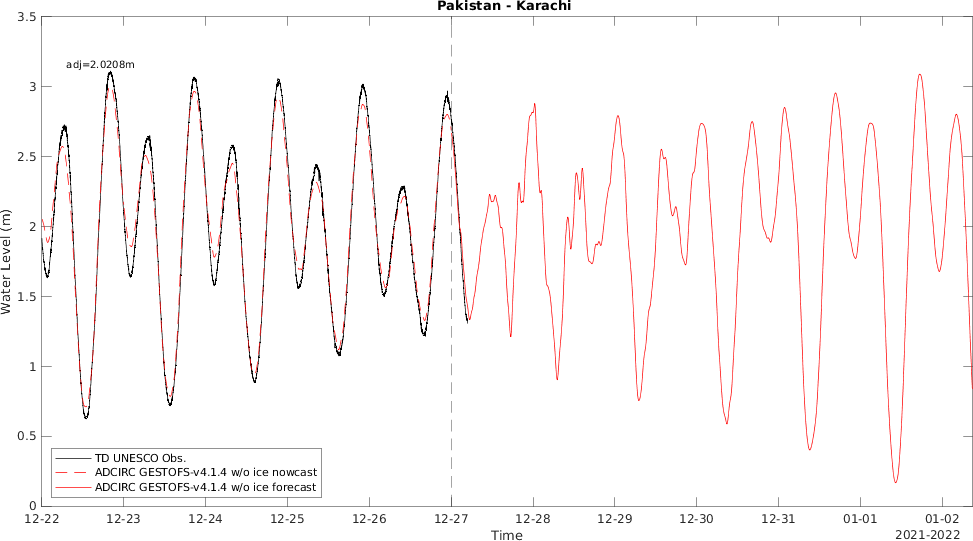 Pakistan - Karachi
adj=2.0208m
3.5
3
2.5
2
1.5
1
0.5
0
Water Level (m)
TD UNESCO Obs.
ADCIRC GESTOFS-v4.1.4 w/o ice nowcast
ADCIRC GESTOFS-v4.1.4 w/o ice forecast
12-22 12-23 12-24 12-25 12-26 12-27 12-28 12-29 12-30 12-31 01-01 01-02
Time
2021-2022